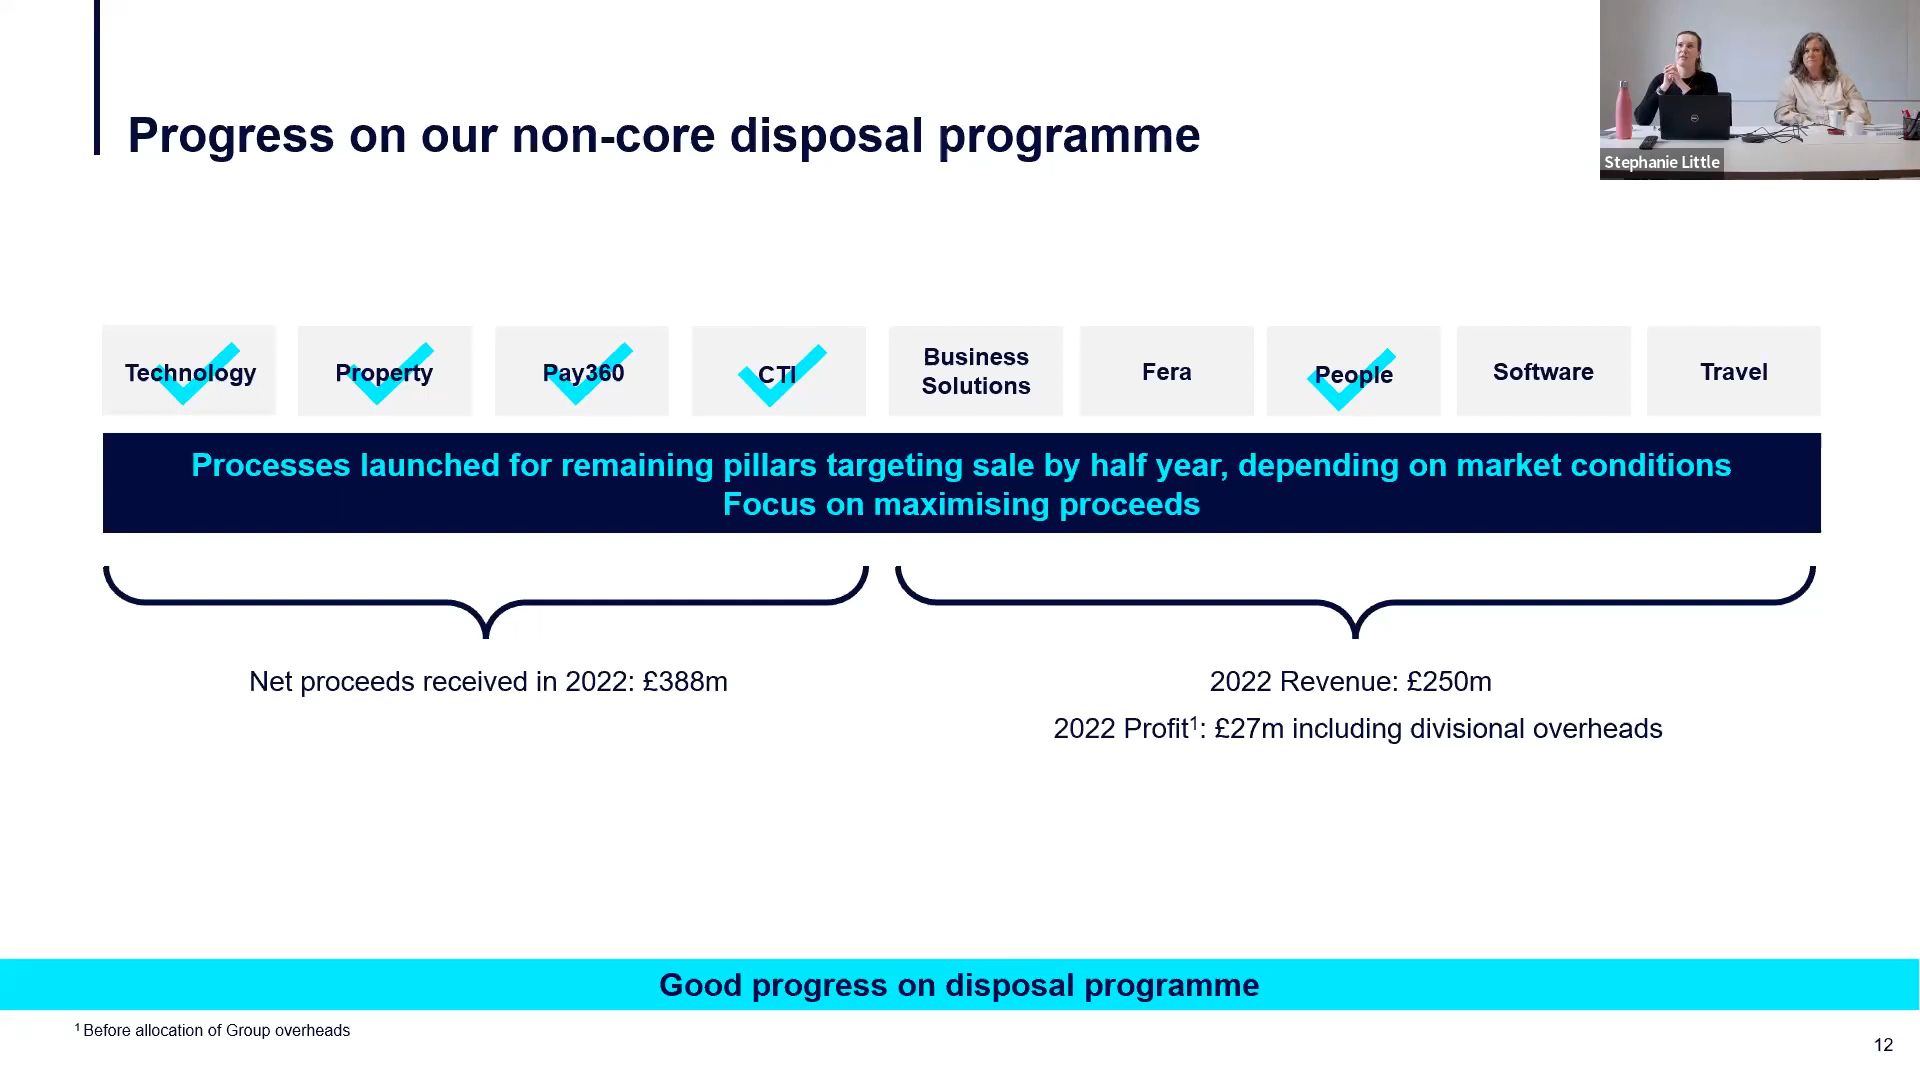 Progress on our non-core disposal programme
Stephanie Little
Technology
Property
Pay360
CTI
Business
Solutions
Fera
People
Software
Travel
Processes launched for remaining pillars targeting sale by half year, depending on market conditions
Focus on maximising proceeds
Net proceeds received in 2022: £388m
2022 Revenue: £250m
2022 Profit¹: £27m including divisional overheads
Good progress on disposal programme
¹ Before allocation of Group overheads
12